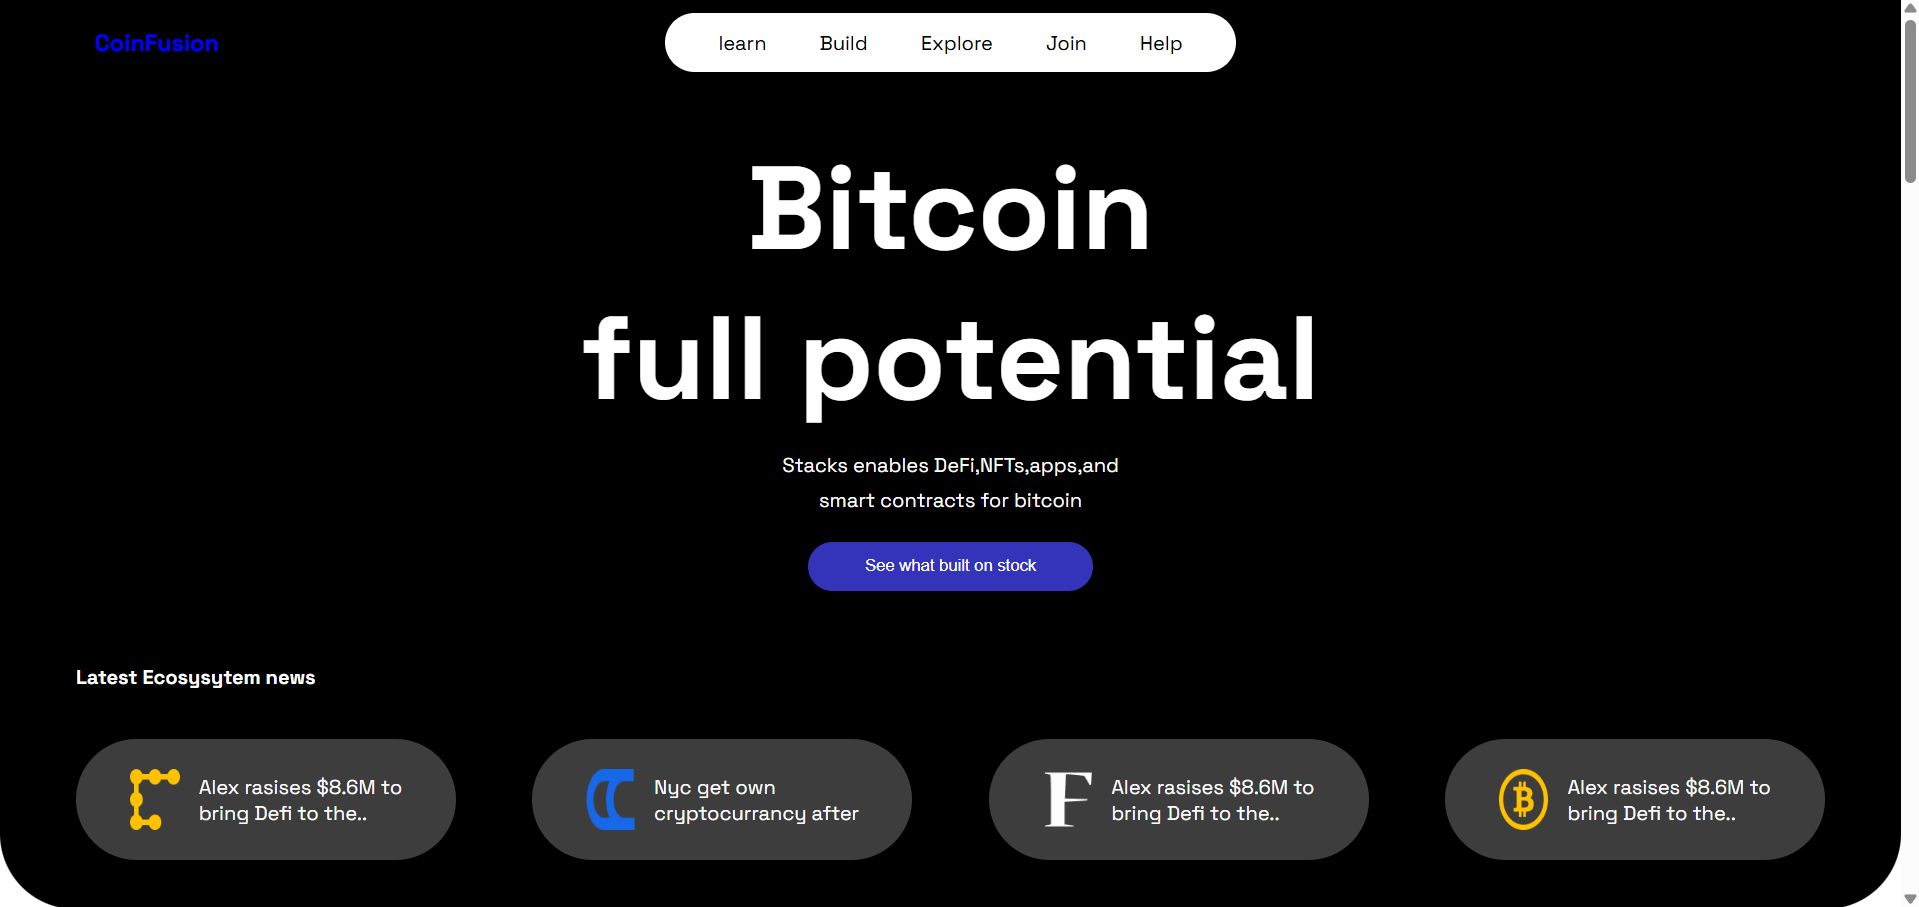 CoinFusion
learn Build Explore Join Help
Bitcoin
full potential
Stacks enables DeFi,NFTs,apps,and
smart contracts for bitcoin
See what built on stock
Latest Ecosysytem news
Alex rasises $8.6M to
bring Defi to the..
Nyc get own
cryptocurrancy after
Alex rasises $8.6M to
bring Defi to the..
Alex rasises $8.6M to
bring Defi to the..